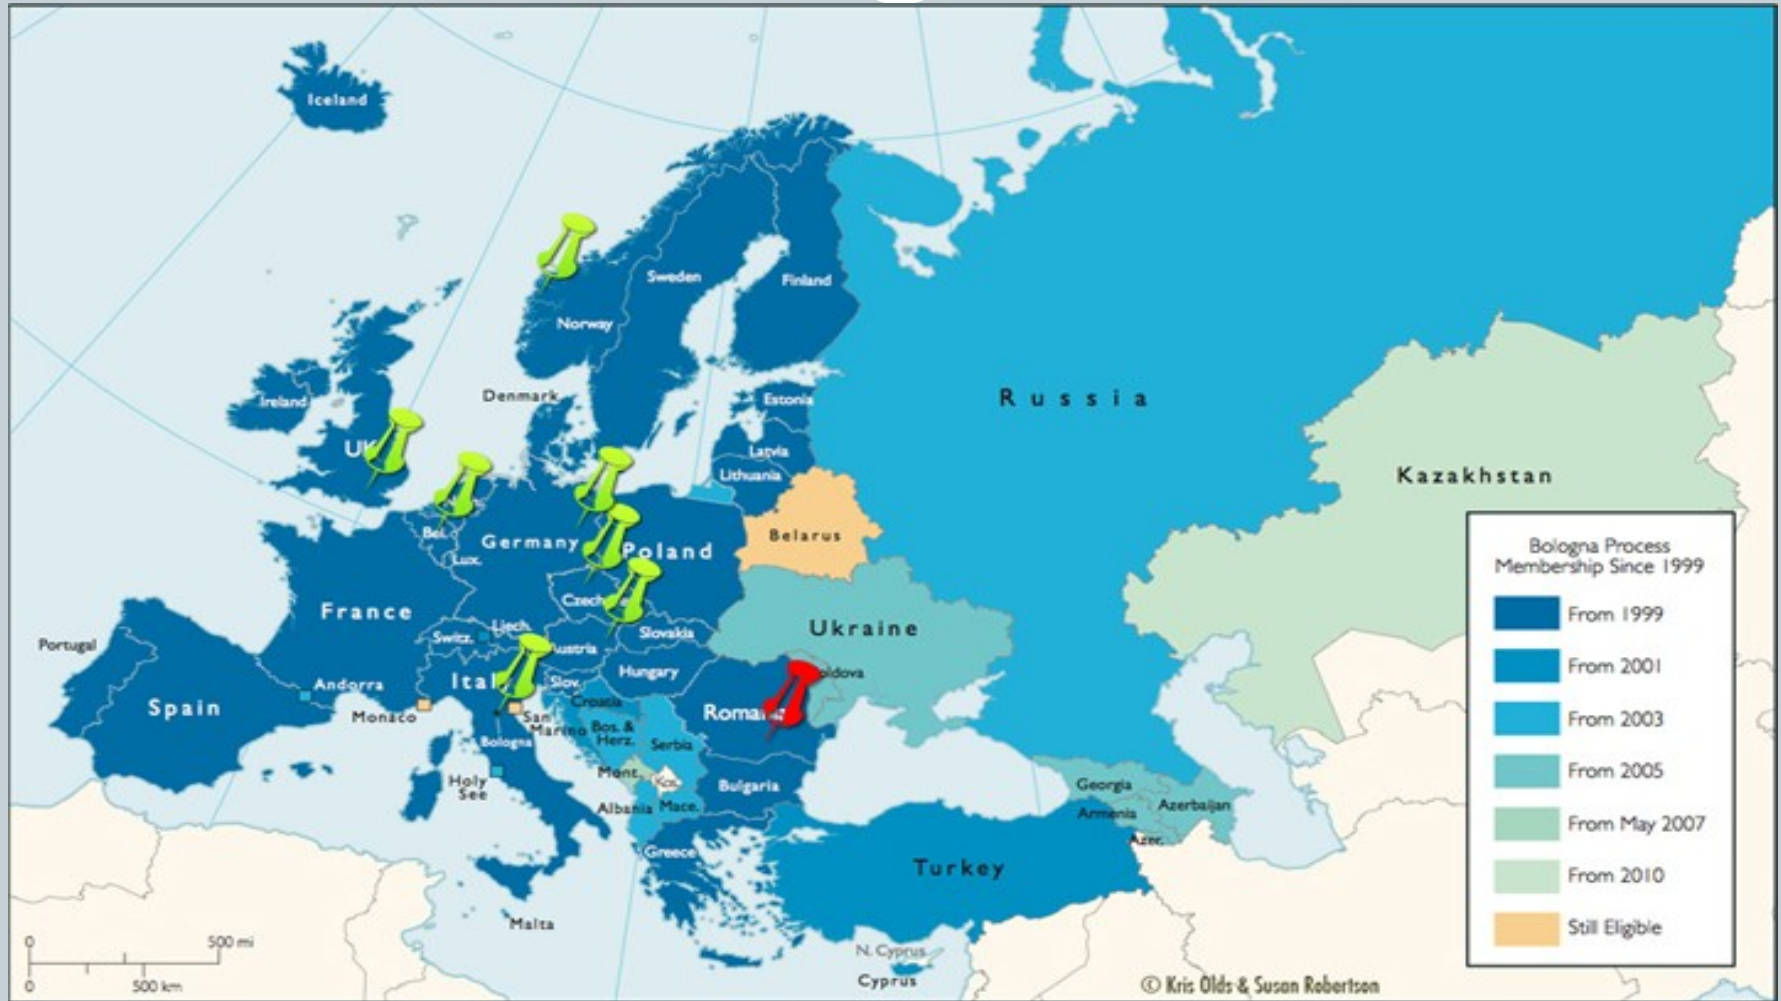 Iceland
Sweden
Finland
Norway
Russia
Denmark
Estonia
Ireland
Latvia
UK
Lithuania
Kazakhstan
Belarus
Bel.
Germany
Poland
Lux.
France
Ukraine
Liech.
Switz.
Slovakia
Portugal
Austria
Hungary
Moldova
Andorra
Slov.
Spain
Monaco
Croatia
San
Marino
Bos. &
Herz.
Bologna
Serbia
Holy
See
Mont.
Kos.
Bulgaria
Georgia
Albania
Mace.
Armenia
Azerbaijan
Azer.
Greece
Turkey
Malta
N. Cyprus
Cyprus
0 500 mi
0 500 km
Bologna Process
Membership Since 1999
From 1999
From 2001
From 2003
From 2005
From May 2007
From 2010
Still Eligible
© Kris Olds & Susan Robertson